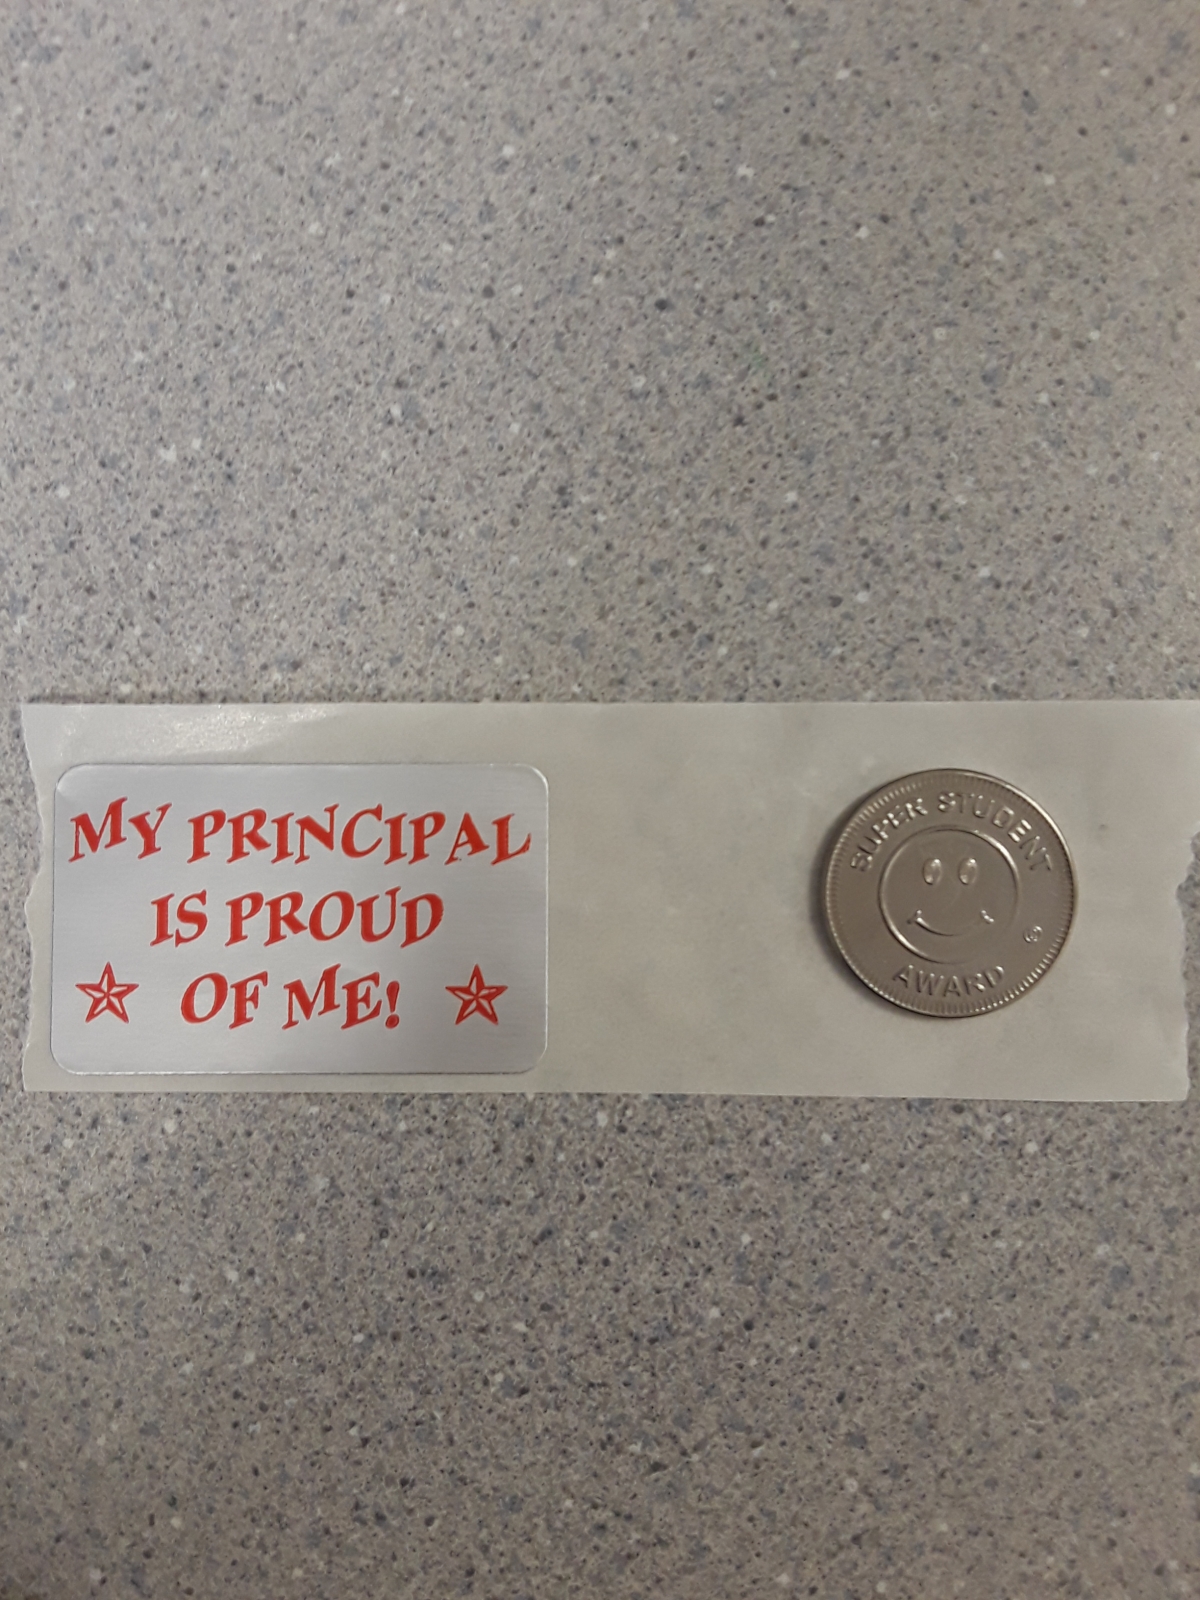 MY PRINCIPAL
IS PROUD
OF ME!
SUPER STUDENT
AWARD